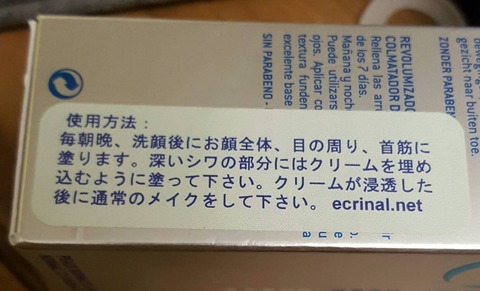 使用方法：
毎朝晩、洗顔後にお顔全体、目の周り、首筋に
塗ります。深いシワの部分にはクリームを埋め
込むように塗って下さい。クリームが浸透した
後に通常のメイクをして下さい。ecrinal.net
REVOLUMIZADO
COLMATADOR D
Rellena las arru
de los 7 días.
Mañana y noche
Puede utilizars
ojos. Aplicar co
textura funden
excelente base
SIN PARABENO
gezicht naar buiten toe.
ZONDER PARABEN